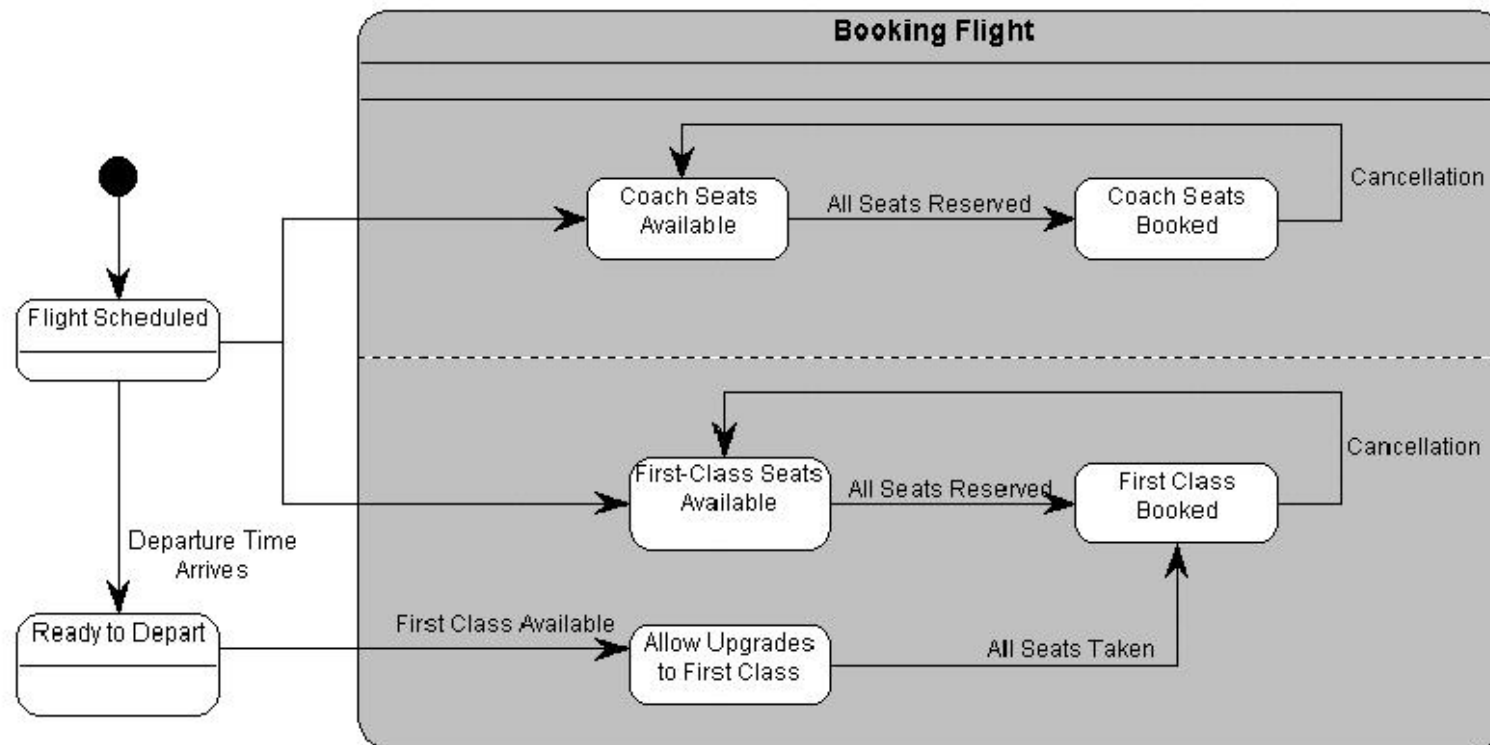 Booking Flight
Coach Seats
Available
All Seats Reserved
Coach Seats
Booked
Cancellation
Flight Scheduled
First-Class Seats
Available
All Seats Reserved
First Class
Booked
Cancellation
Departure Time
Arrives
Ready to Depart
First Class Available
Allow Upgrades
to First Class
All Seats Taken